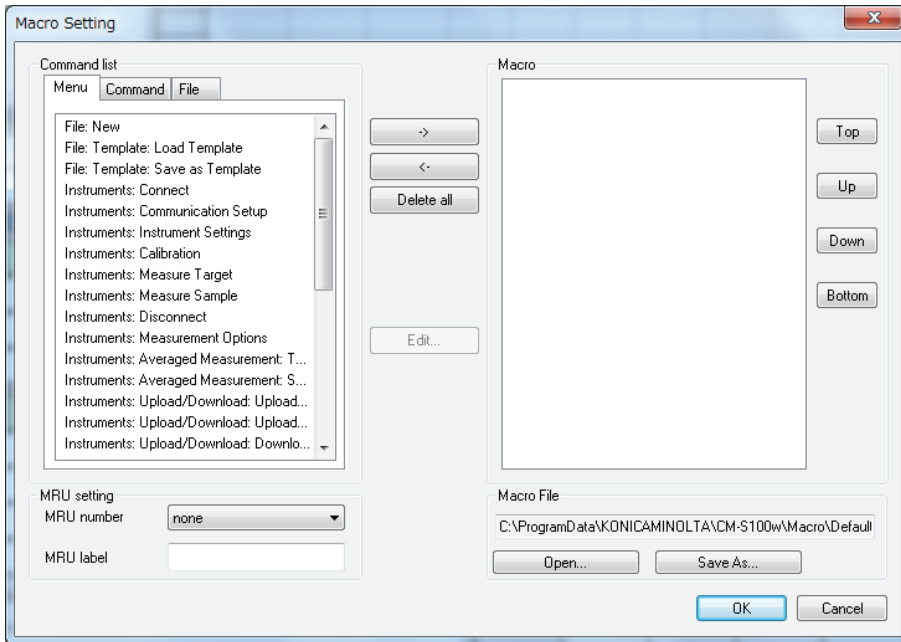 Macro Setting
Command list
Menu
Command
File
File: New
File: Template: Load Template
File: Template: Save as Template
Instruments: Connect
Instruments: Communication Setup
Instruments: Instrument Settings
Instruments: Calibration
Instruments: Measure Target
Instruments: Measure Sample
Instruments: Disconnect
Instruments: Measurement Options
Instruments: Averaged Measurement: T...
Instruments: Averaged Measurement: S...
Instruments: Upload/Download: Upload...
Instruments: Upload/Download: Upload...
Instruments: Upload/Download: Downlo...
->
<-
Delete all
Edit...
Macro
Top
Up
Down
Bottom
MRU setting
MRU number
none
MRU label
Macro File
C:\ProgramData\KONICAMINOLTA\CM-S100w\Macro\Default
Open...
Save As...
OK
Cancel